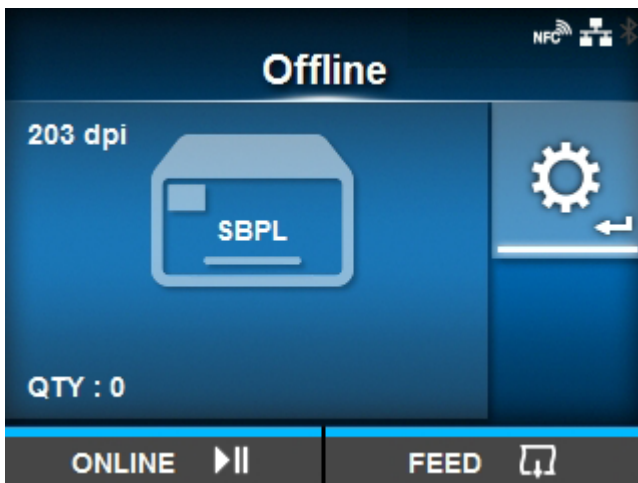 NFC
Offline
203 dpi
SBPL
QTY : 0
ONLINE
FEED